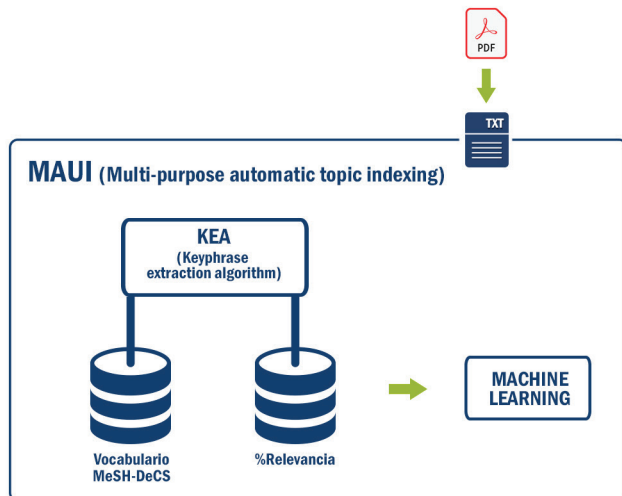 PDF
TXT
MAUI (Multi-purpose automatic topic indexing)
KEA
(Keyphrase
extraction algorithm)
MACHINE
LEARNING
Vocabulario
MeSH-DeCS
%Relevancia